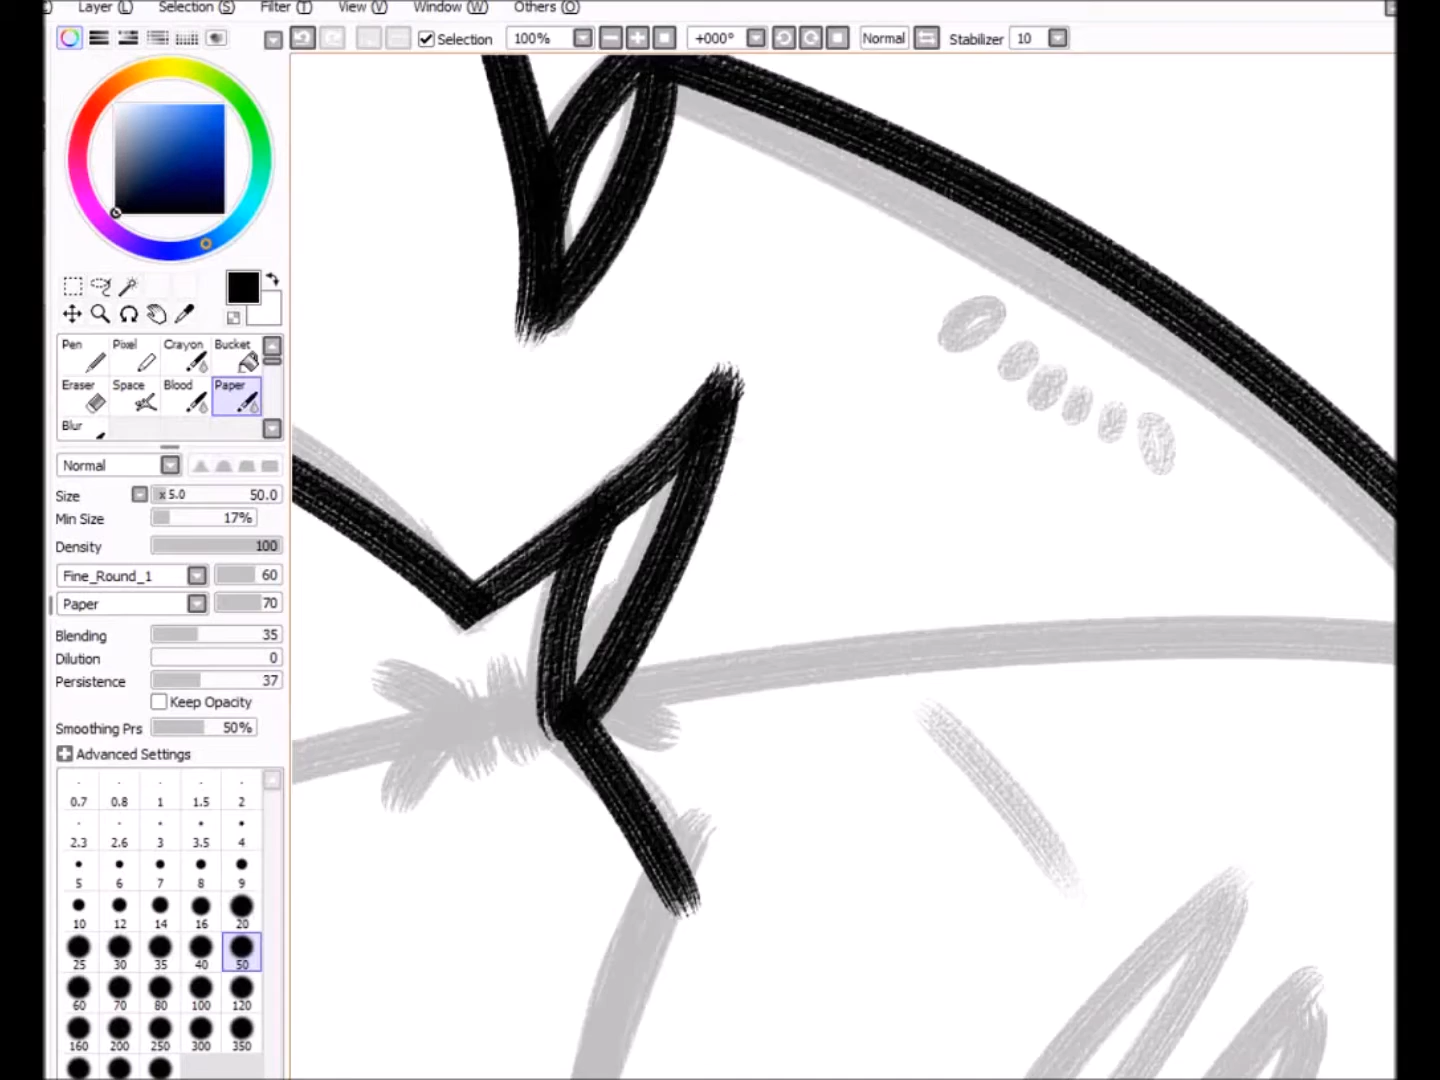 Layer (L) Selection (S) Filter (T) View (V) Window (W) Others (O)
Selection 100% +000° Normal Stabilizer 10
Pen Pixel Crayon Bucket
Eraser Space Blood Paper
Blur
Normal
Size x 5.0 50.0
Min Size 17%
Density 100
Fine_Round_1 60
Paper 70
Blending 35
Dilution 0
Persistence 37
Keep Opacity
Smoothing Prs 50%
Advanced Settings
0.7 0.8 1 1.5 2
2.3 2.6 3 3.5 4
5 6 7 8 9
10 12 14 16 20
25 30 35 40 50
60 70 80 100 120
160 200 250 300 350